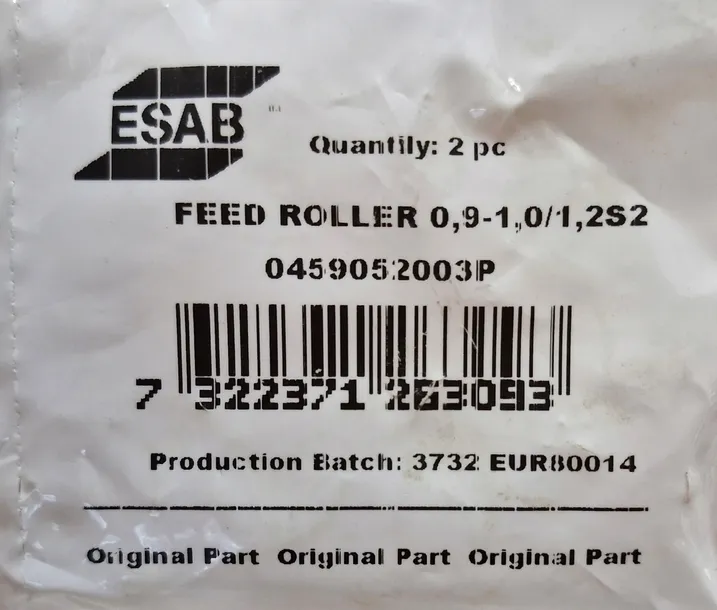 ESAB
Quantity: 2 pc
FEED ROLLER 0,9-1,0/1,2S2
0459052003P
7 322371 263093
Production Batch: 3732 EUR80014
Original Part Original Part Original Part